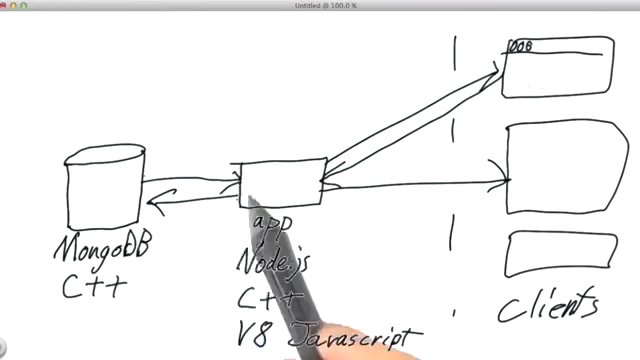 Untitled @ 100.0 %
MongoDB
C++
app
Node.js
C++
V8 Javascript
clients